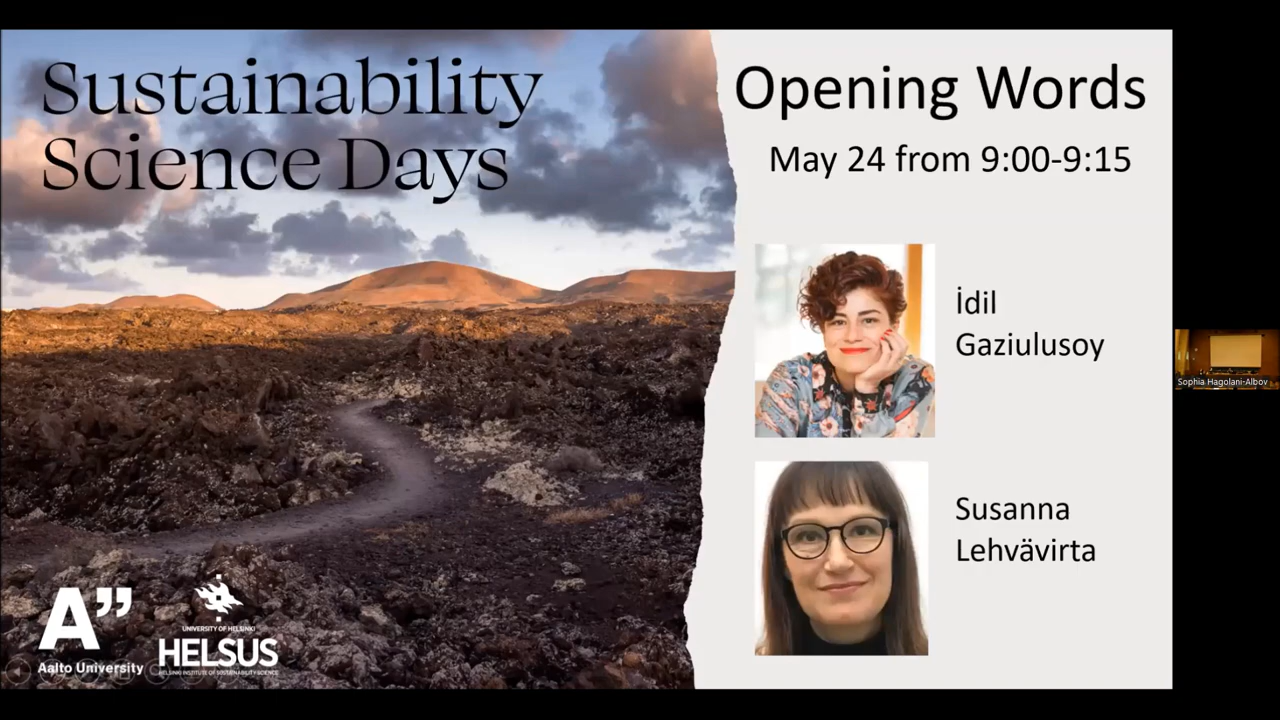 Sustainability
Science Days
Opening Words
May 24 from 9:00-9:15
İdil
Gaziulusoy
Susanna
Lehvävirta
Sophia Hagolani-Albov
A”
Aalto University
UNIVERSITY OF HELSINKI
HELSUS
HELSINKI INSTITUTE OF SUSTAINABILITY SCIENCE